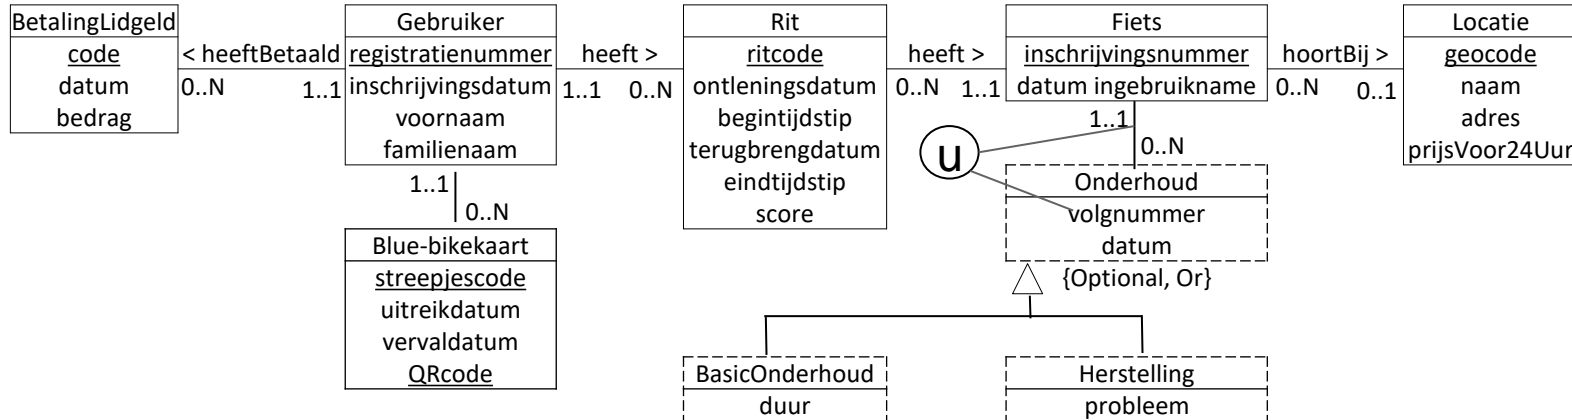 BetalingLidgeld
code
datum
bedrag
< heeftBetaald
0..N
1..1
Gebruiker
registratienummer
inschrijvingsdatum
voornaam
familienaam
heeft >
1..1
0..N
Rit
ritcode
ontleningsdatum
begintijdstip
terugbrengdatum
eindtijdstip
score
heeft >
0..N
1..1
Fiets
inschrijvingsnummer
datum ingebruikname
hoortBij >
0..N
0..1
Locatie
geocode
naam
adres
prijsVoor24Uur
1..1
0..N
Blue-bikekaart
streepjescode
uitreikdatum
vervaldatum
QRcode
1..1
0..N
u
Onderhoud
volgnummer
datum
{Optional, Or}
BasicOnderhoud
duur
Herstelling
probleem